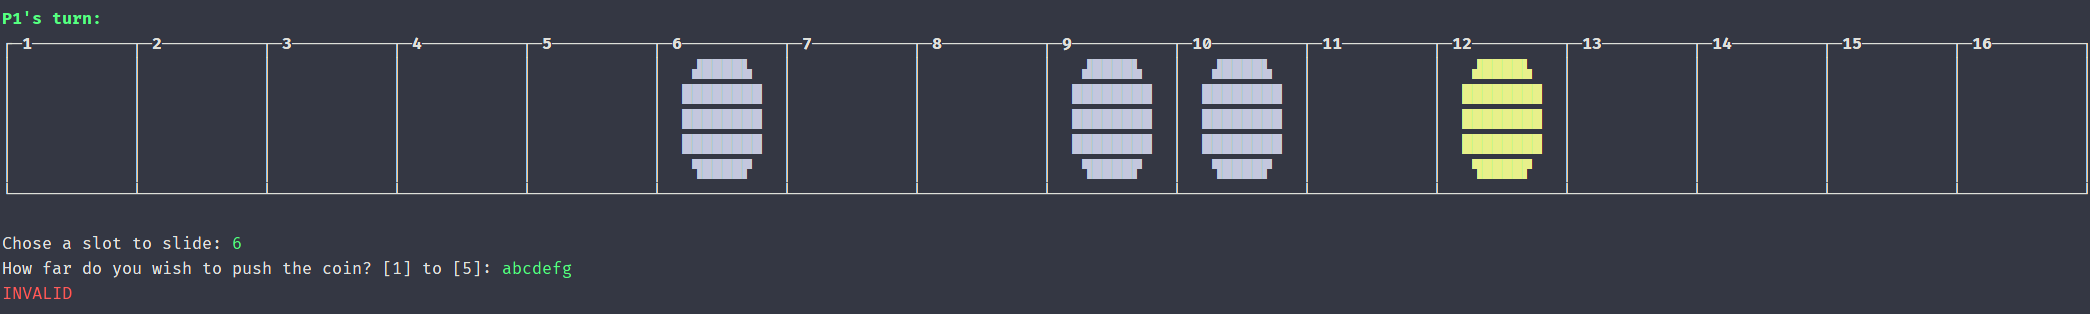 P1's turn:
1 2 3 4 5 6 7 8 9 10 11 12 13 14 15 16
Chose a slot to slide: 6
How far do you wish to push the coin? [1] to [5]: abcdefg
INVALID